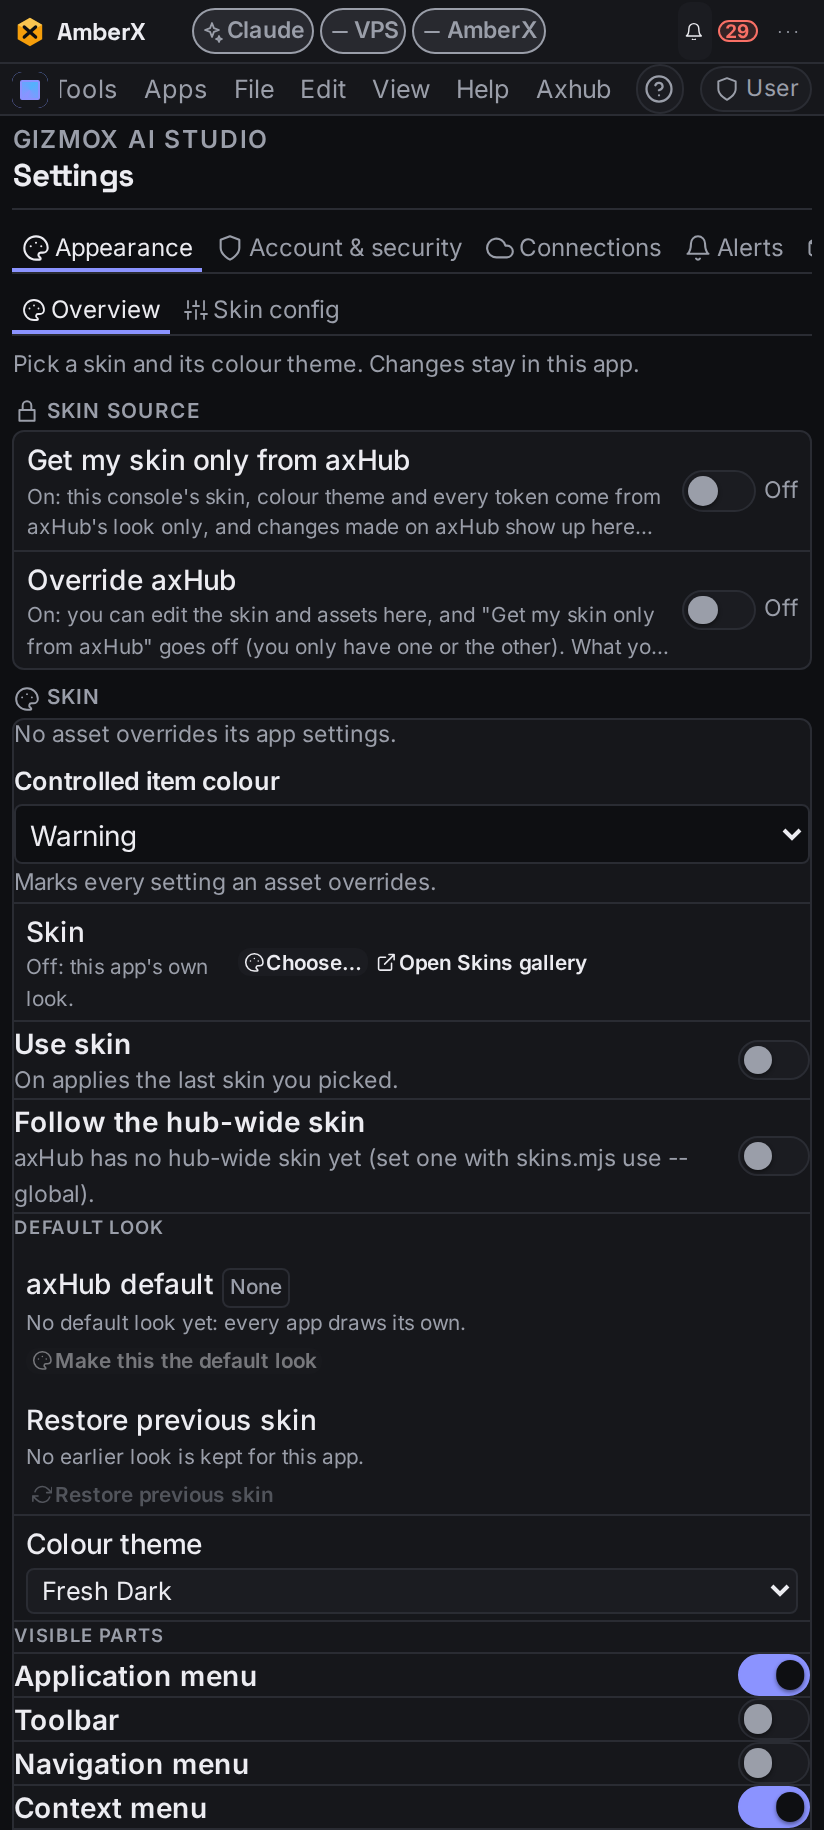 AmberX
Claude
VPS
AmberX
29
Tools Apps File Edit View Help Axhub
User
GIZMOX AI STUDIO
Settings
Appearance Account & security Connections Alerts
Overview Skin config
Pick a skin and its colour theme. Changes stay in this app.
SKIN SOURCE
Get my skin only from axHub
On: this console's skin, colour theme and every token come from
axHub's look only, and changes made on axHub show up here...
Off
Override axHub
On: you can edit the skin and assets here, and "Get my skin only
from axHub" goes off (you only have one or the other). What yo...
Off
SKIN
No asset overrides its app settings.
Controlled item colour
Warning
Marks every setting an asset overrides.
Skin
Off: this app's own
look.
Choose... Open Skins gallery
Use skin
On applies the last skin you picked.
Follow the hub-wide skin
axHub has no hub-wide skin yet (set one with skins.mjs use --
global).
DEFAULT LOOK
axHub default None
No default look yet: every app draws its own.
Make this the default look
Restore previous skin
No earlier look is kept for this app.
Restore previous skin
Colour theme
Fresh Dark
VISIBLE PARTS
Application menu
Toolbar
Navigation menu
Context menu